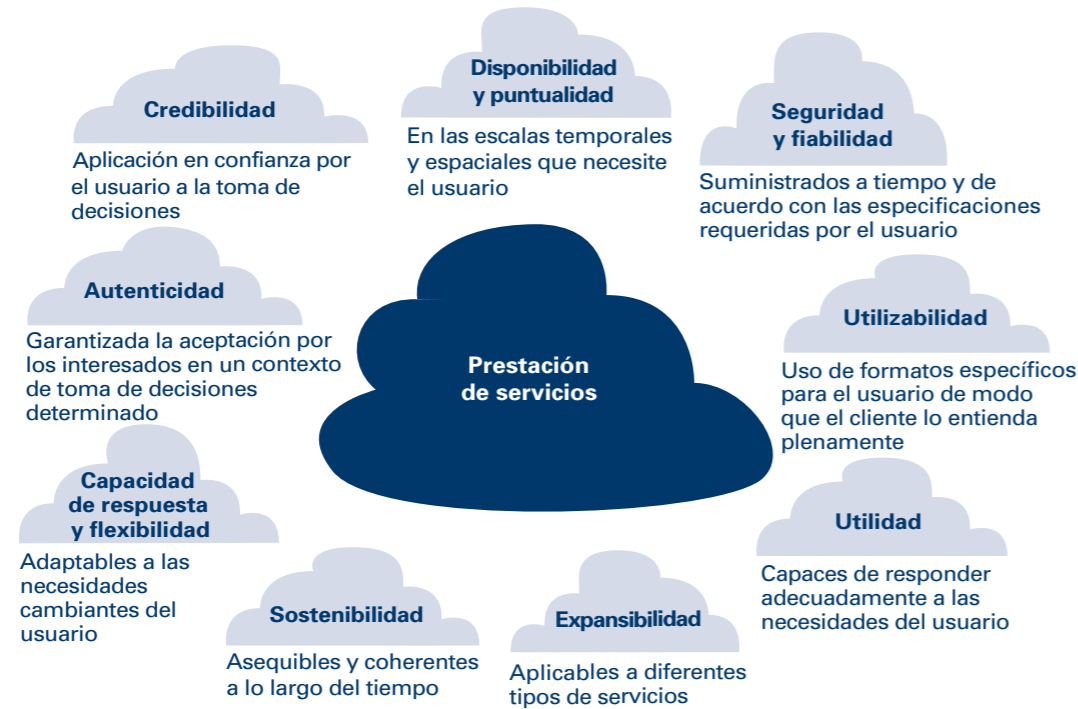 Credibilidad
Aplicación en confianza por
el usuario a la toma de
decisiones
Disponibilidad
y puntualidad
En las escalas temporales
y espaciales que necesite
el usuario
Seguridad
y fiabilidad
Suministrados a tiempo y de
acuerdo con las especificaciones
requeridas por el usuario
Autenticidad
Garantizada la aceptación por
los interesados en un contexto
de toma de decisiones
determinado
Prestación
de servicios
Utilizabilidad
Uso de formatos específicos
para el usuario de modo
que el cliente lo entienda
plenamente
Capacidad
de respuesta
y flexibilidad
Adaptables a las
necesidades
cambiantes del
usuario
Sostenibilidad
Asequibles y coherentes
a lo largo del tiempo
Expansibilidad
Aplicables a diferentes
tipos de servicios
Utilidad
Capaces de responder
adecuadamente a las
necesidades del usuario